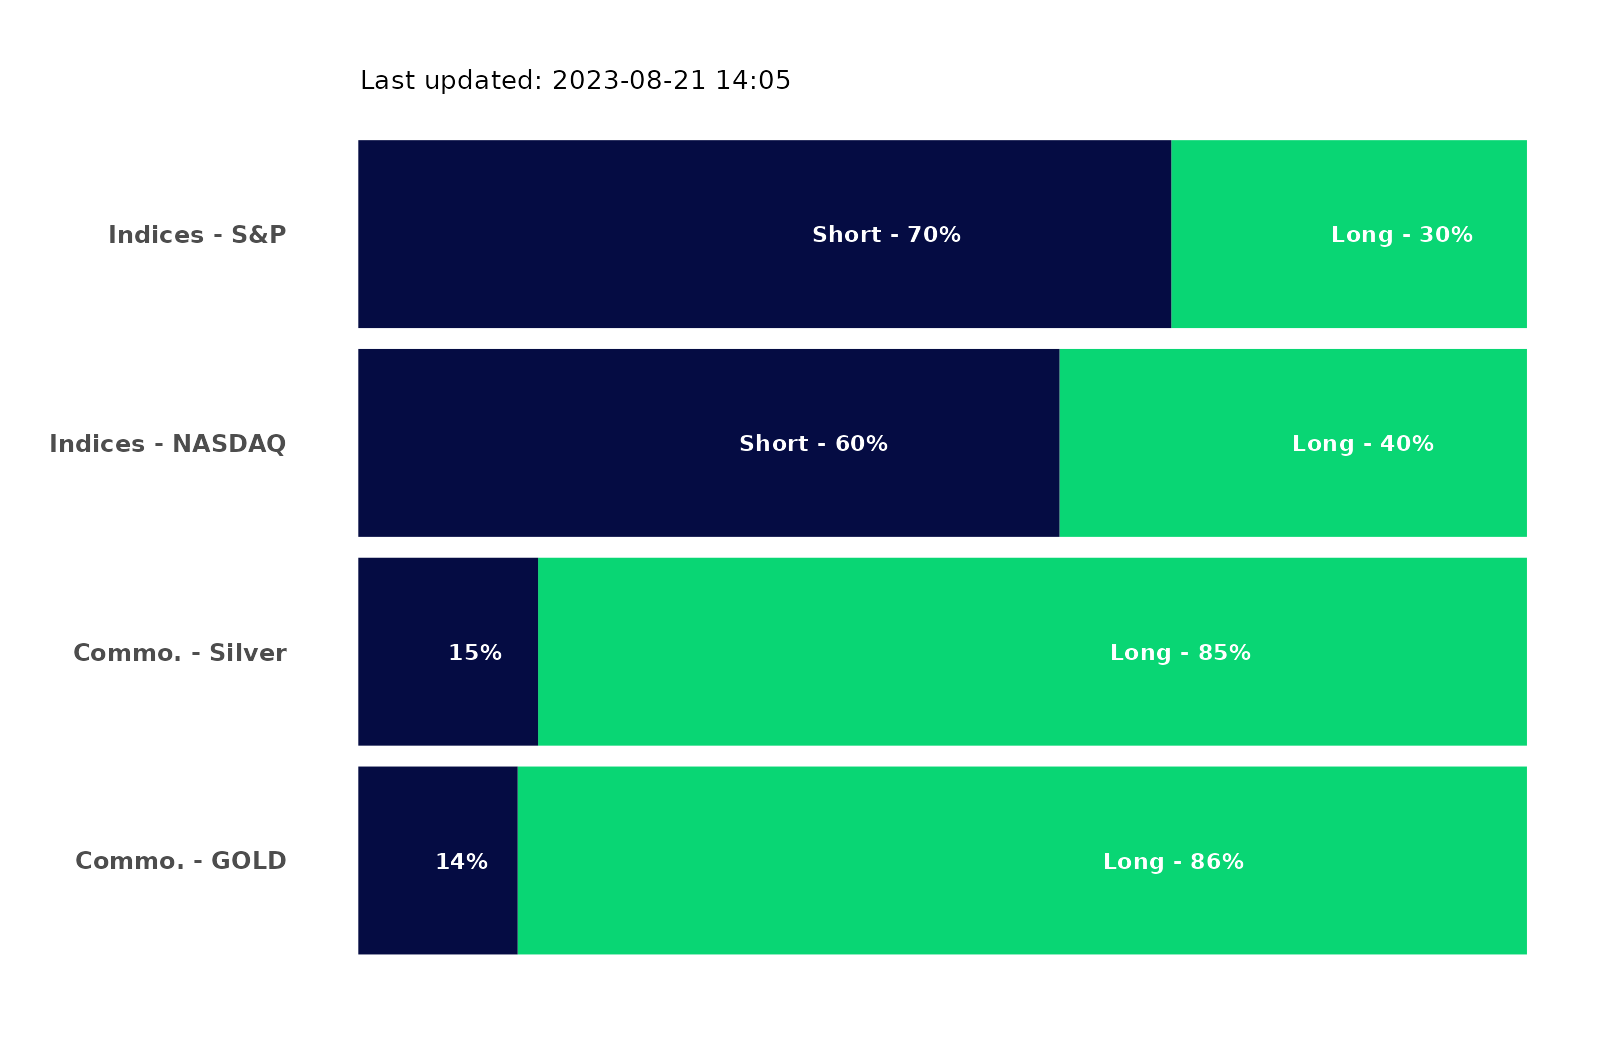 Last updated: 2023-08-21 14:05
Indices - S&P
Short - 70%
Long - 30%
Indices - NASDAQ
Short - 60%
Long - 40%
Commo. - Silver
15%
Long - 85%
Commo. - GOLD
14%
Long - 86%